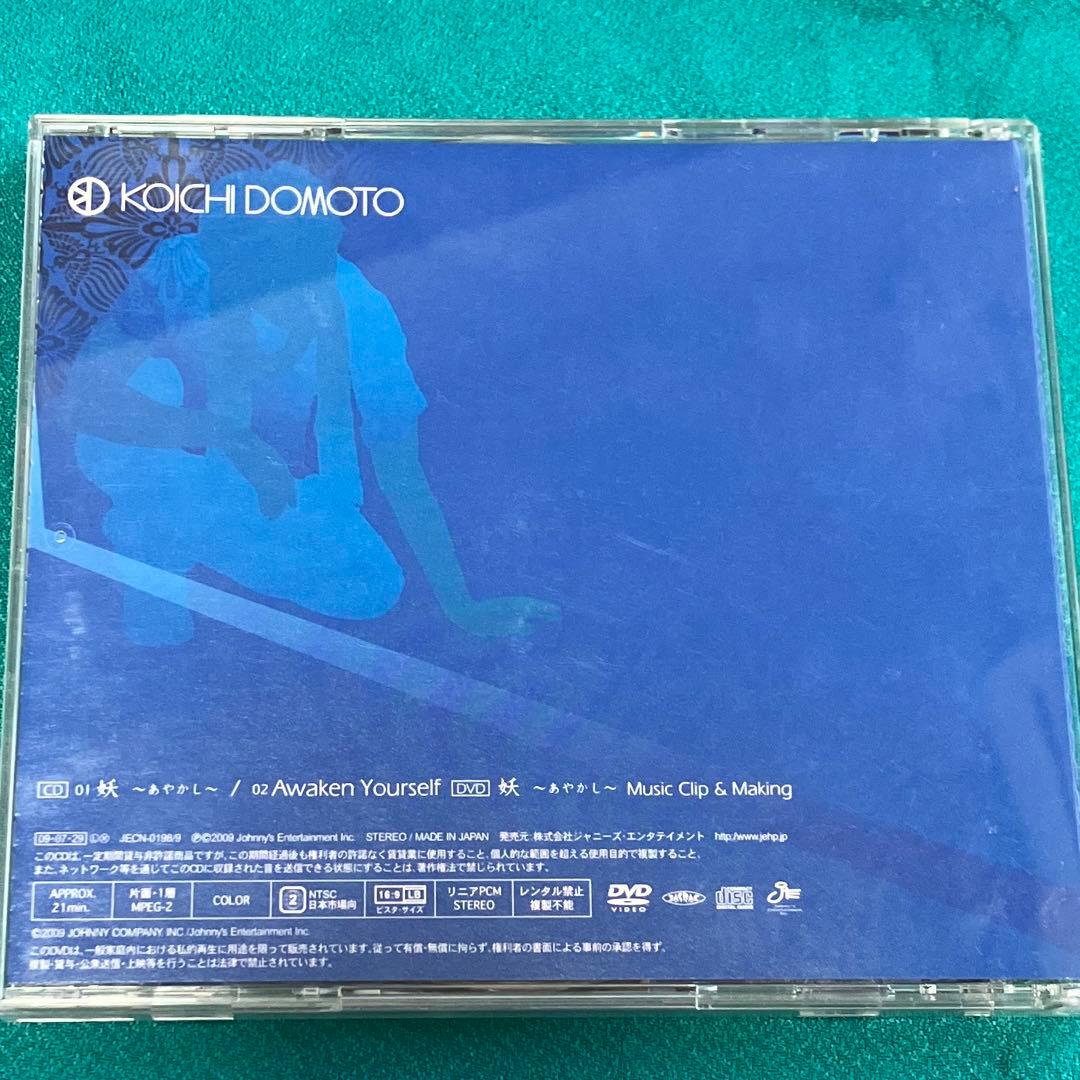 KOICHI DOMOTO
CD 01 妖 ～あやかし～ / 02 Awaken Yourself DVD 妖 ～あやかし～ Music Clip & Making
09-07-29 Ⓛ Ⓡ JECN-0198/9 ℗©2009 Johnny's Entertainment Inc. STEREO / MADE IN JAPAN 発売元:株式会社ジャニーズ・エンタテイメント http://www.jehp.jp
このCDは、一定期間貸与非許諾商品ですが、この期間経過後も権利者の許諾なく賃貸業に使用すること、個人的な範囲を超える使用目的で複製すること、
また、ネットワーク等を通じてこのCDに収録された音を送信できる状態にすることは、著作権法で禁じられています。
APPROX. 21min. 片面・1層 MPEG-2 COLOR 2 NTSC 日本市場向 16:9 LB ビスタ・サイズ リニアPCM STEREO レンタル禁止 複製不能 DVD VIDEO disc
©2009 JOHNNY COMPANY, INC./Johnny's Entertainment Inc.
このDVDは、一般家庭内における私的再生に用途を限って販売されています。従って有償・無償に拘らず、権利者の書面による事前の承認を得ず、
複製・貸与・公衆送信・上映等を行うことは法律で禁止されています。